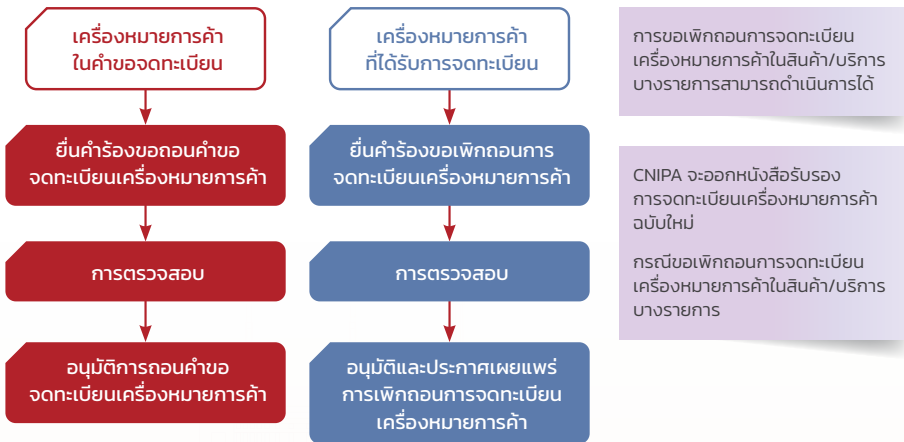 เครื่องหมายการค้า
ในคำขอจดทะเบียน
ยื่นคำร้องขอถอนคำขอ
จดทะเบียนเครื่องหมายการค้า
การตรวจสอบ
อนุมัติการถอนคำขอ
จดทะเบียนเครื่องหมายการค้า
เครื่องหมายการค้า
ที่ได้รับการจดทะเบียน
ยื่นคำร้องขอเพิกถอนการ
จดทะเบียนเครื่องหมายการค้า
การตรวจสอบ
อนุมัติและประกาศเผยแพร่
การเพิกถอนการจดทะเบียน
เครื่องหมายการค้า
การขอเพิกถอนการจดทะเบียน
เครื่องหมายการค้าในสินค้า/บริการ
บางรายการสามารถดำเนินการได้
CNIPA จะออกหนังสือรับรอง
การจดทะเบียนเครื่องหมายการค้า
ฉบับใหม่
กรณีขอเพิกถอนการจดทะเบียน
เครื่องหมายการค้าในสินค้า/บริการ
บางรายการ